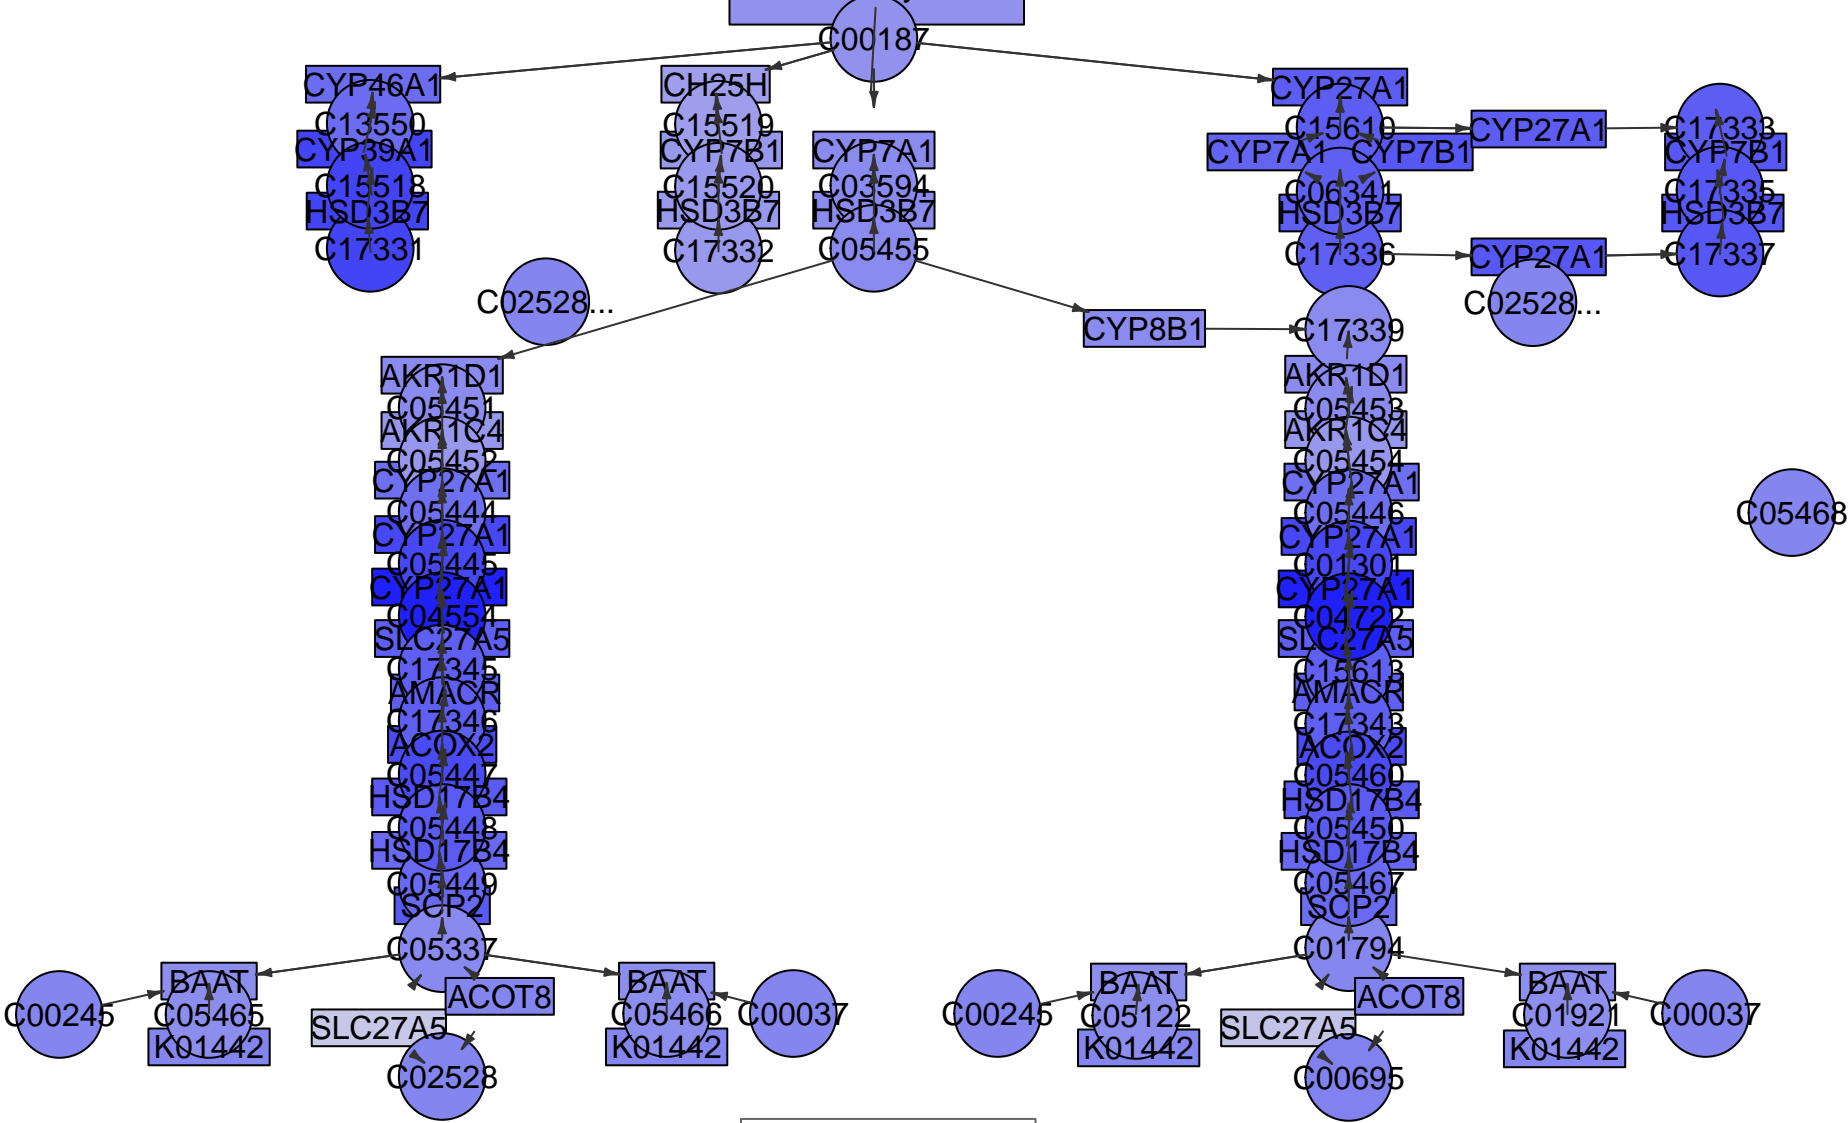 C00187
CYP46A1
CH25H
CYP27A1
C13550
C15519
C15610
CYP27A1
C17333
CYP39A1
CYP7B1
CYP7A1
CYP7A1
CYP7B1
CYP7B1
C15518
C15520
C03594
C06341
C17335
HSD3B7
HSD3B7
HSD3B7
HSD3B7
HSD3B7
C17331
C17332
C05455
C17336
CYP27A1
C17337
C02528...
C02528...
CYP8B1
C17339
AKR1D1
AKR1D1
C05451
C05453
AKR1C4
AKR1C4
C05452
C05454
CYP27A1
CYP27A1
C05444
C05446
C05468
CYP27A1
CYP27A1
C05445
C01301
CYP27A1
CYP27A1
C04554
C04722
SLC27A5
SLC27A5
C17345
C15613
AMACR
AMACR
C17346
C17343
ACOX2
ACOX2
C05447
C05460
HSD17B4
HSD17B4
C05448
C05450
HSD17B4
HSD17B4
C05449
C05467
SCP2
SCP2
C05337
C01794
BAAT
BAAT
BAAT
BAAT
ACOT8
ACOT8
C00245
C05465
C05466
C00037
C00245
C05122
C01921
C00037
SLC27A5
SLC27A5
K01442
K01442
K01442
K01442
C02528
C00695